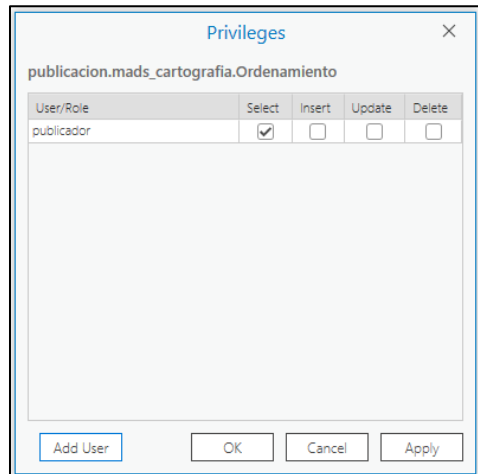 Privileges
publicacion.mads_cartografia.Ordenamiento
User/Role Select Insert Update Delete
publicador
Add User OK Cancel Apply